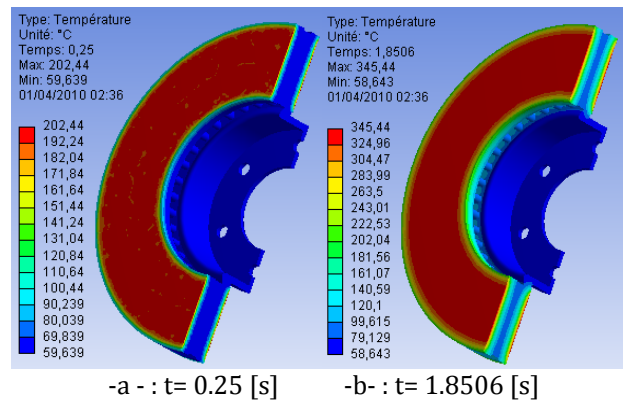 Type: Température
Unité: °C
Temps: 0,25
Max: 202,44
Min: 59,639
01/04/2010 02:36
202,44
192,24
182,04
171,84
161,64
151,44
141,24
131,04
120,84
110,64
100,44
90,239
80,039
69,839
59,639
Type: Température
Unité: °C
Temps: 1,8506
Max: 345,44
Min: 58,643
01/04/2010 02:36
345,44
324,96
304,47
283,99
263,5
243,01
222,53
202,04
181,56
161,07
140,59
120,1
99,615
79,129
58,643
-a - : t= 0.25 [s]
-b- : t= 1.8506 [s]